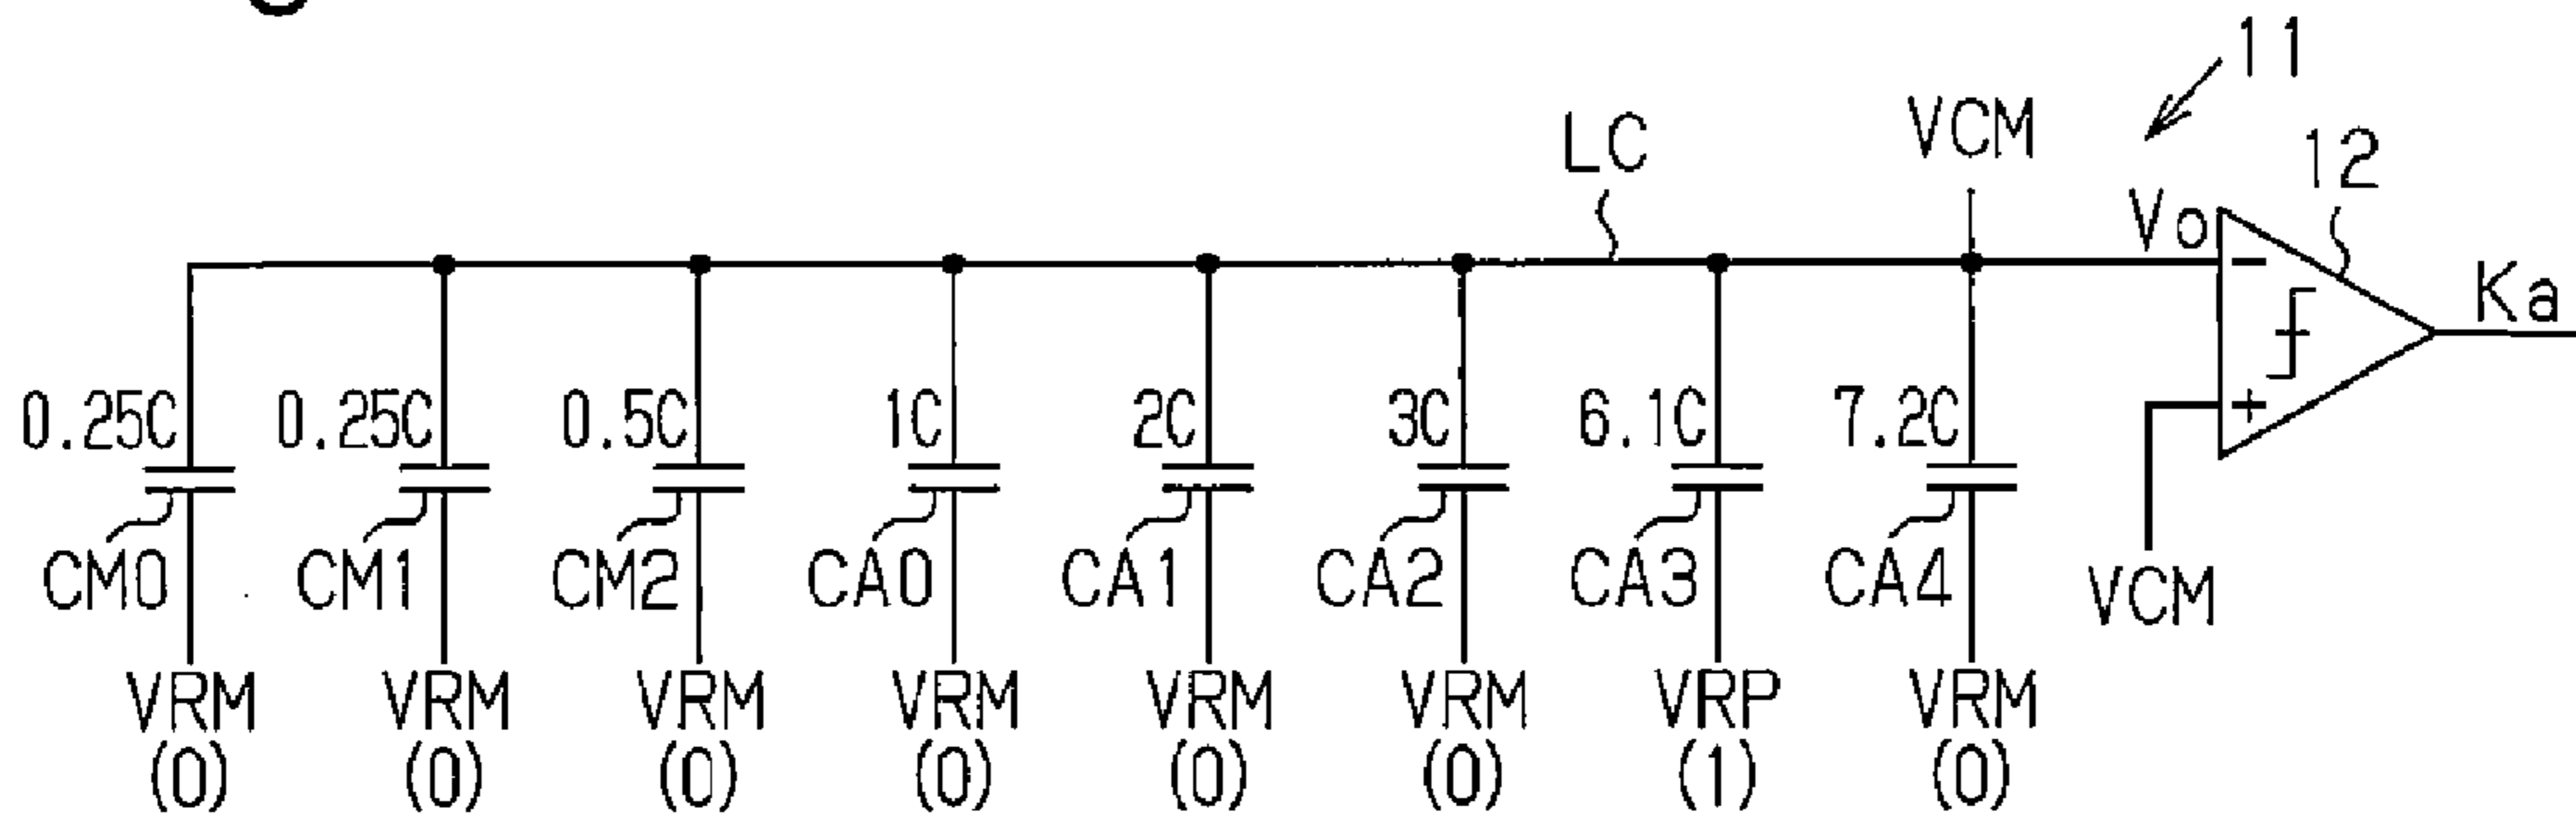 11
VCM
LC
12
Vo
Ka
0.25C 0.25C 0.5C 1C 2C 3C 6.1C 7.2C
CM0 CM1 CM2 CA0 CA1 CA2 CA3 CA4
VCM
VRM VRM VRM VRM VRM VRM VRP VRM
(0) (0) (0) (0) (0) (0) (1) (0)